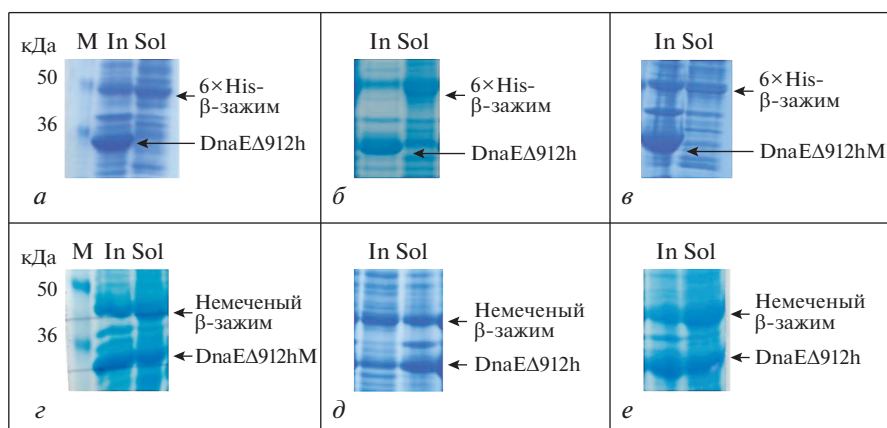 кДа M In Sol
50
36
6×His-
β-зажим
DnaEΔ912h
а
In Sol
6×His-
β-зажим
DnaEΔ912h
б
In Sol
6×His-
β-зажим
DnaEΔ912hM
в
кДа M In Sol
50
36
Немеченый
β-зажим
DnaEΔ912hM
г
In Sol
Немеченый
β-зажим
DnaEΔ912h
д
In Sol
Немеченый
β-зажим
DnaEΔ912h
е